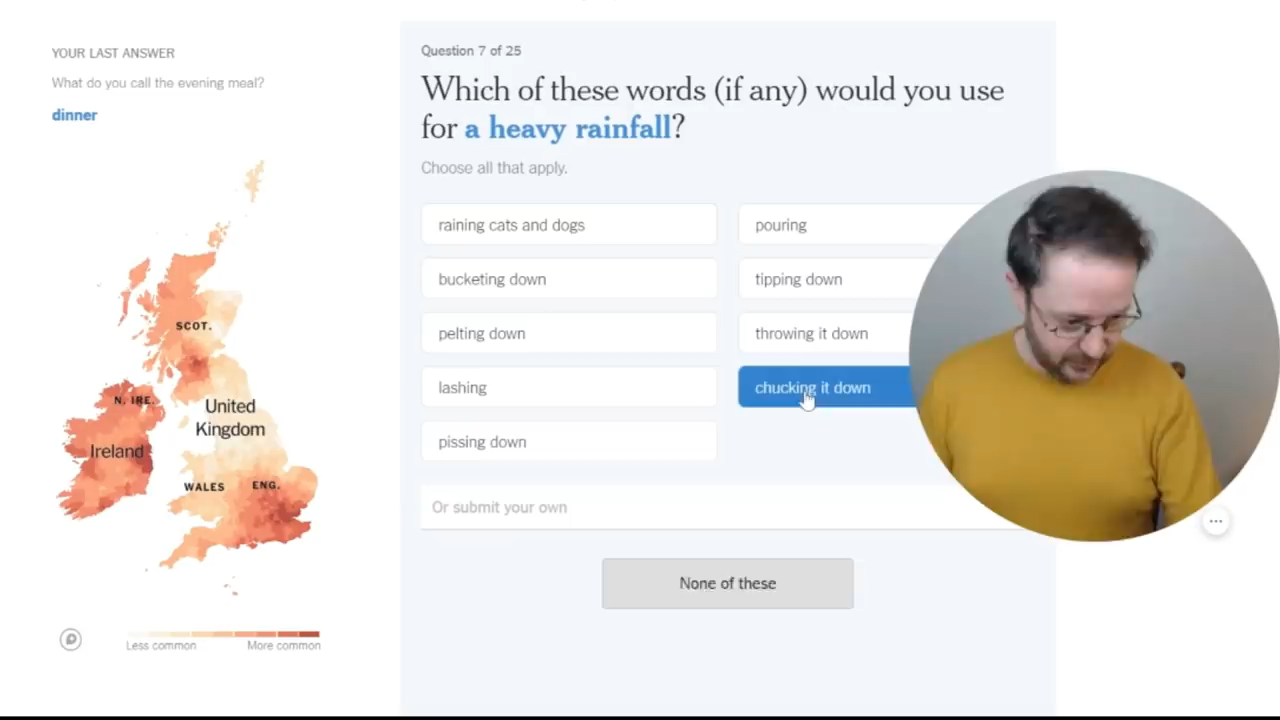 YOUR LAST ANSWER
What do you call the evening meal?
dinner
SCOT.
N. IRE.
United
Kingdom
Ireland
WALES
ENG.
Less common
More common
Question 7 of 25
Which of these words (if any) would you use
for a heavy rainfall?
Choose all that apply.
raining cats and dogs
pouring
bucketing down
tipping down
pelting down
throwing it down
lashing
chucking it down
pissing down
Or submit your own
None of these